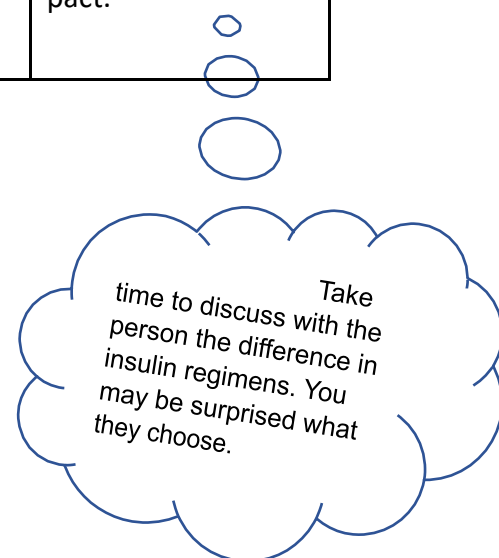 pact.
Take
time to discuss with the
person the difference in
insulin regimens. You
may be surprised what
they choose.